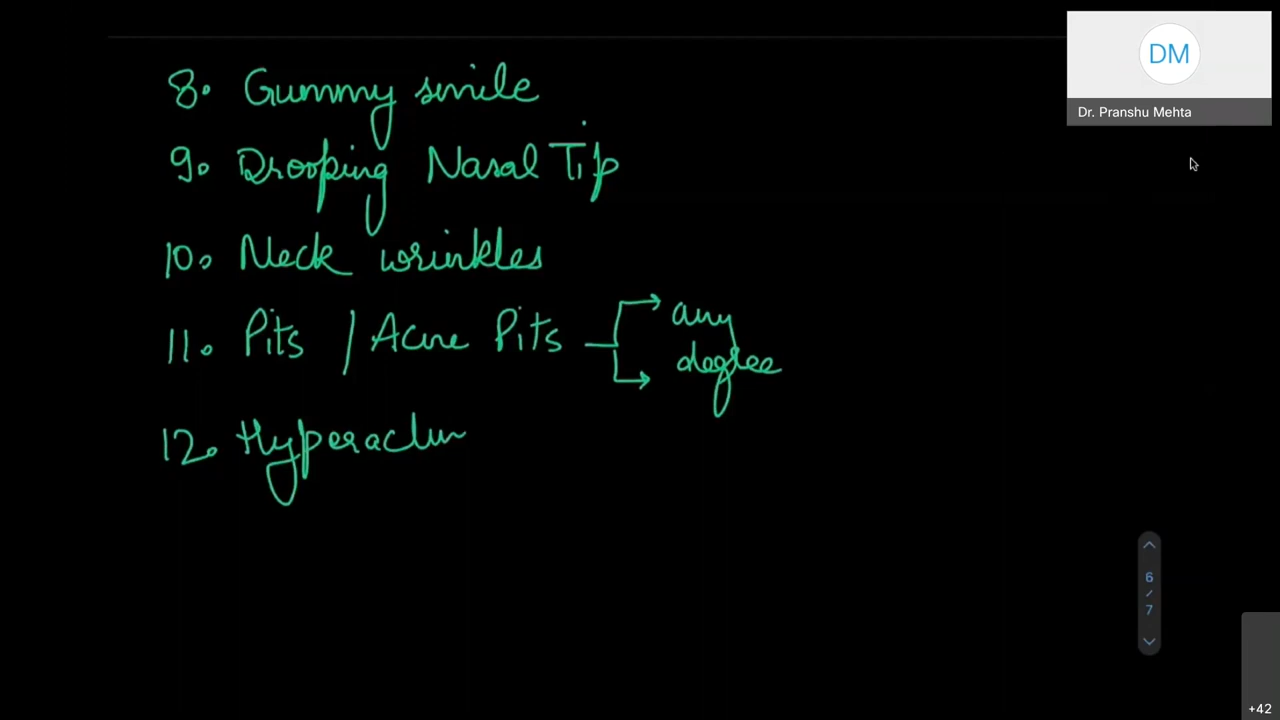 DM
Dr. Pranshu Mehta
8. Gummy smile
9. Drooping Nasal Tip
10. Neck wrinkles
11. Pits / Acne Pits → any
→ degree
12.
6
/
7
+42